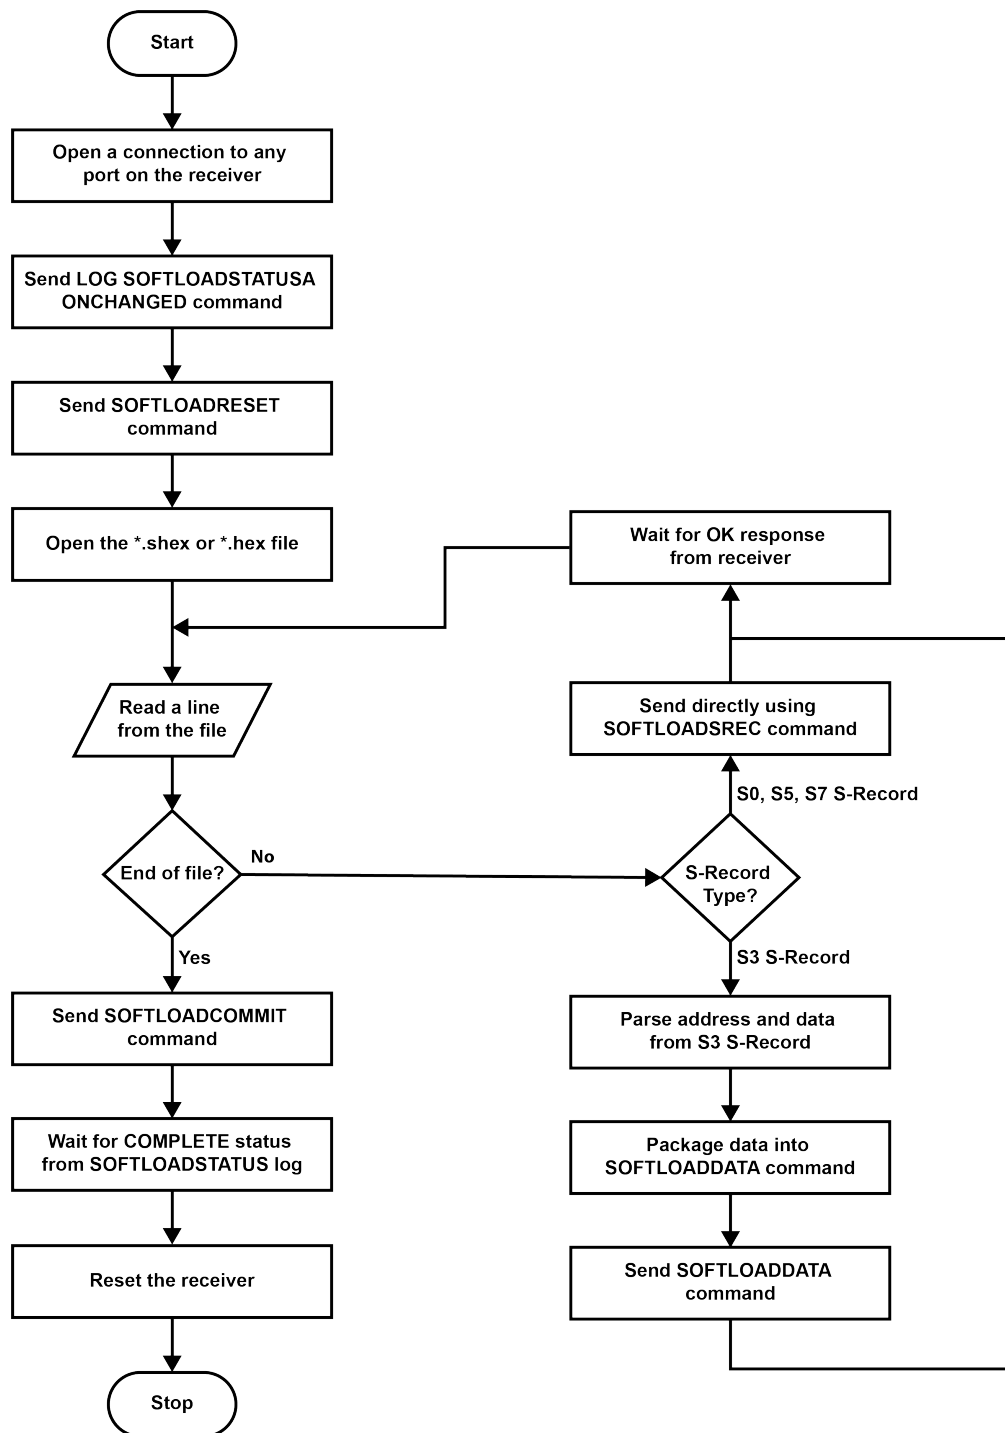 Start
Open a connection to any
port on the receiver
Send LOG SOFTLOADSTATUSA
ONCHANGED command
Send SOFTLOADRESET
command
Open the *.shex or *.hex file
Read a line
from the file
End of file?
No
Yes
Send SOFTLOADCOMMIT
command
Wait for COMPLETE status
from SOFTLOADSTATUS log
Reset the receiver
Stop
Wait for OK response
from receiver
Send directly using
SOFTLOADSREC command
S0, S5, S7 S-Record
S-Record
Type?
S3 S-Record
Parse address and data
from S3 S-Record
Package data into
SOFTLOADDATA command
Send SOFTLOADDATA
command